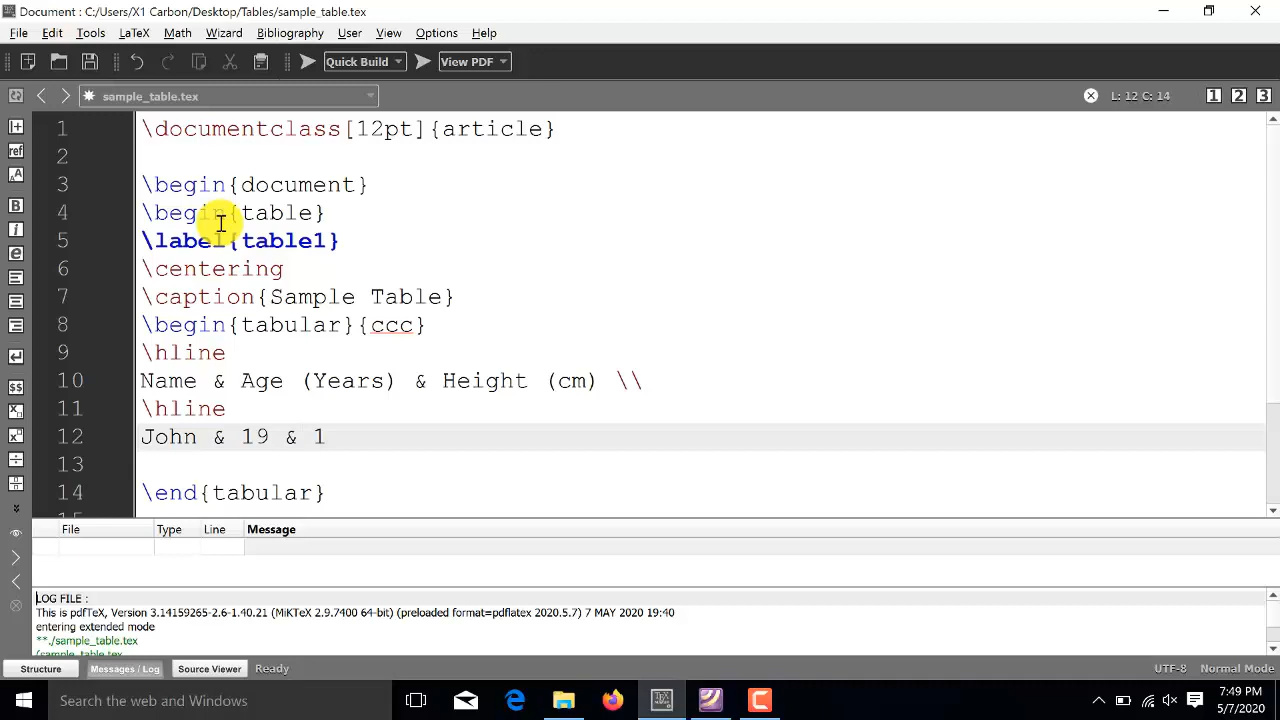 Document : C:/Users/X1 Carbon/Desktop/Tables/sample_table.tex
File Edit Tools LaTeX Math Wizard Bibliography User View Options Help
Quick Build View PDF
sample_table.tex L: 12 C: 14 1 2 3
1 \documentclass[12pt]{article}
2
3 \begin{document}
4 \begin{table}
5 \label{table1}
6 \centering
7 \caption{Sample Table}
8 \begin{tabular}{ccc}
9 \hline
10 Name & Age (Years) & Height (cm) \\
11 \hline
12 John & 19 & 1
13
14 \end{tabular}
File Type Line Message
LOG FILE :
This is pdfTeX, Version 3.14159265-2.6-1.40.21 (MiKTeX 2.9.7400 64-bit) (preloaded format=pdflatex 2020.5.7) 7 MAY 2020 19:40
entering extended mode
**./sample_table.tex
(sample_table.tex
Structure Messages / Log Source Viewer Ready UTF-8 Normal Mode
Search the web and Windows
7:49 PM
5/7/2020